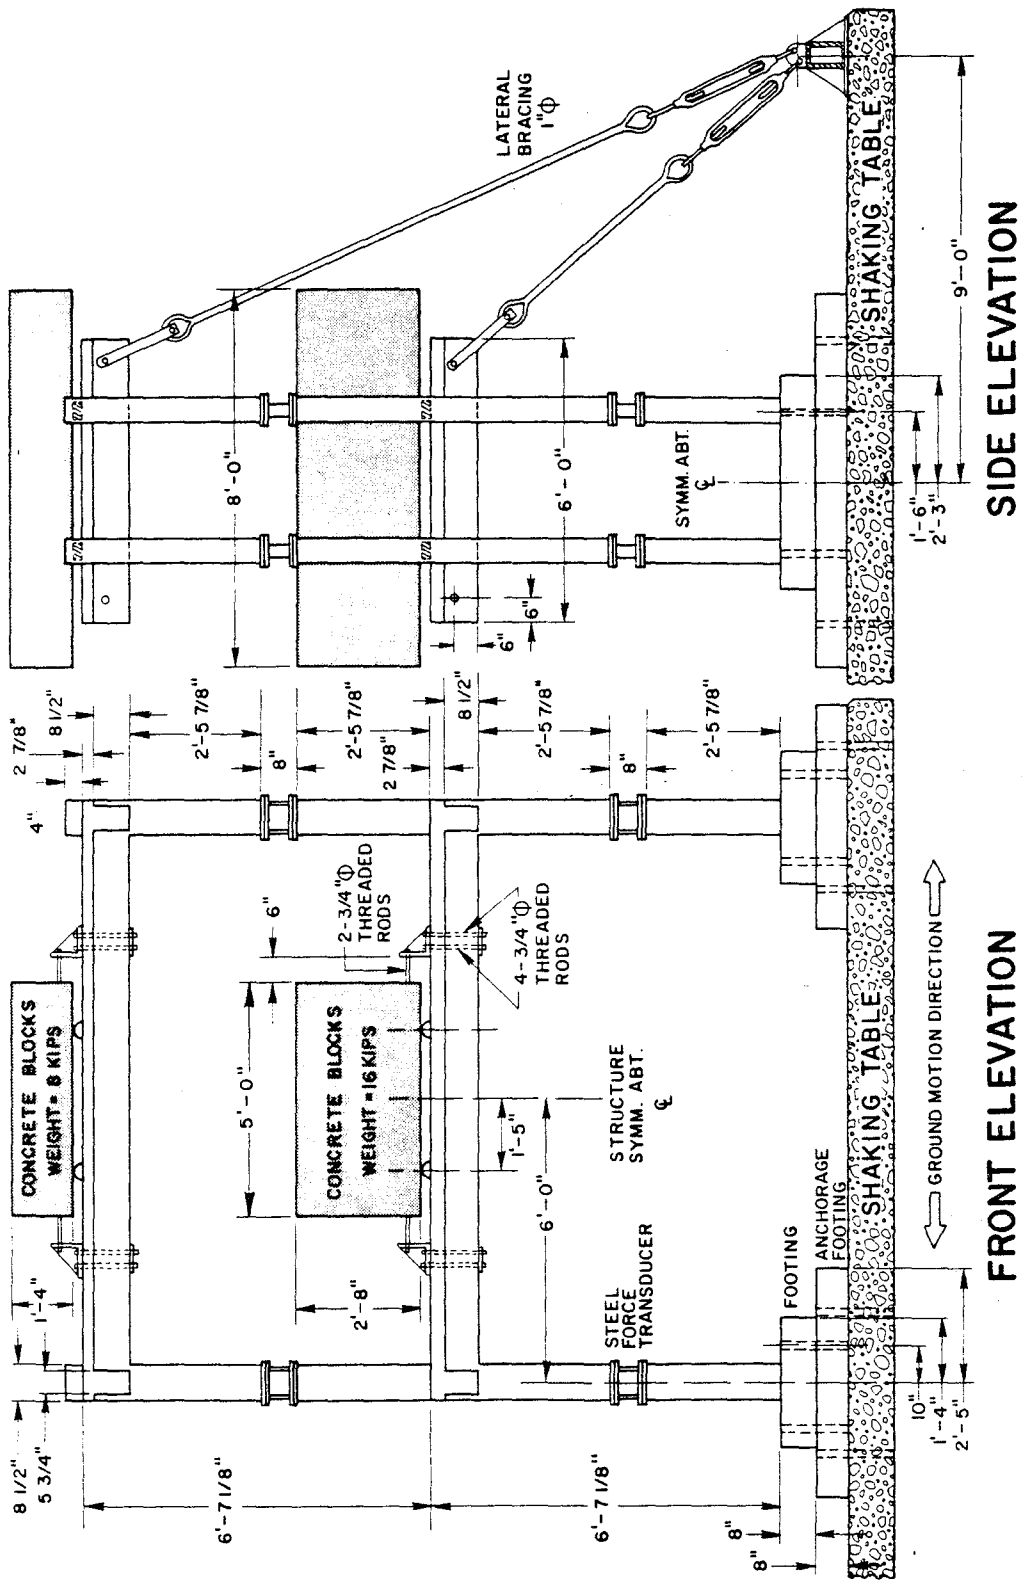 2 7/8"
8 1/2"
4"
2'-5 7/8"
8"
2'-5 7/8"
2 7/8"
8 1/2"
2'-5 7/8"
8"
2'-5 7/8"
LATERAL
BRACING
1"Φ
8'-0"
6'-0"
6"
6"
SYMM. ABT.
℄
SHAKING TABLE
1'-6"
2'-3"
9'-0"
SIDE ELEVATION
8 1/2"
5 3/4"
1'-4"
CONCRETE BLOCKS
WEIGHT = 8 KIPS
6"
2-3/4"Φ
THREADED
RODS
5'-0"
CONCRETE BLOCKS
WEIGHT = 16 KIPS
2'-8"
4-3/4"Φ
THREADED
RODS
1'-5"
6'-0"
STRUCTURE
SYMM. ABT.
℄
STEEL
FORCE
TRANSDUCER
6'-7 1/8"
6'-7 1/8"
FOOTING
ANCHORAGE
FOOTING
8"
8"
SHAKING TABLE
GROUND MOTION DIRECTION
10"
1'-4"
2'-5"
FRONT ELEVATION